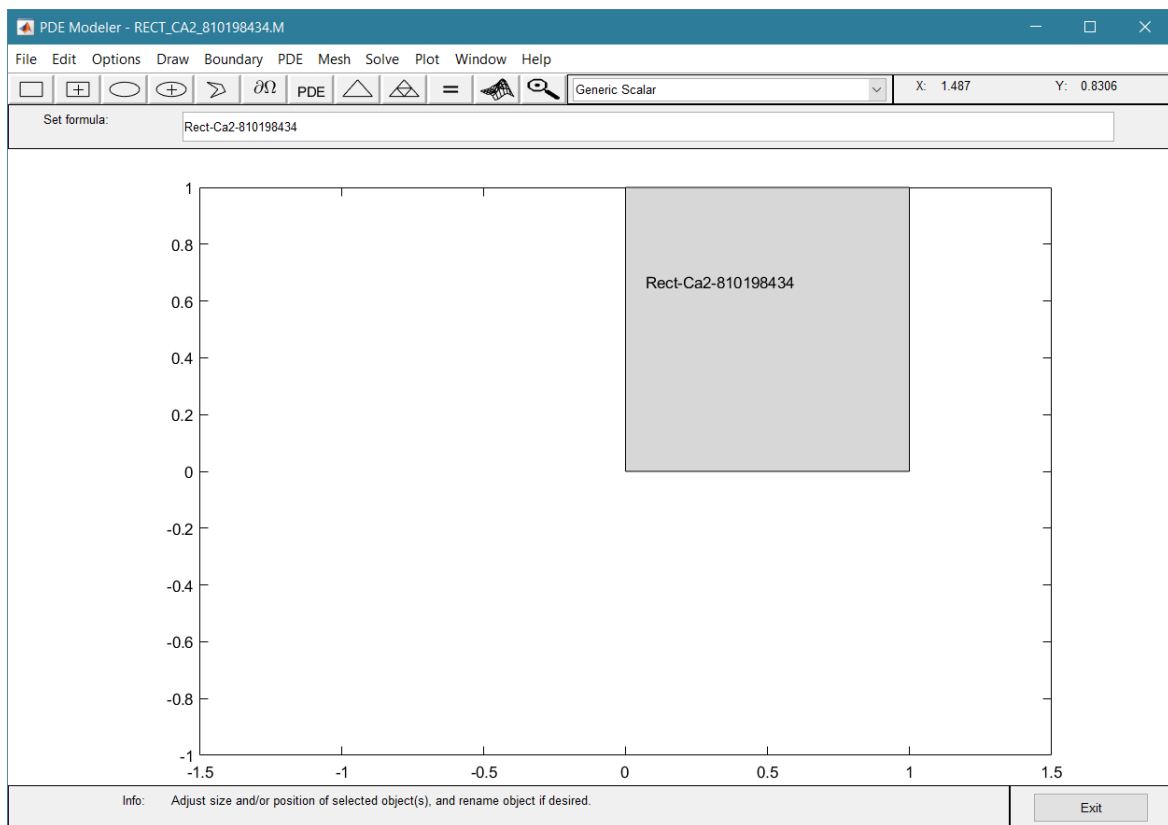 PDE Modeler - RECT_CA2_810198434.M
File Edit Options Draw Boundary PDE Mesh Solve Plot Window Help
∂Ω PDE = Generic Scalar X: 1.487 Y: 0.8306
Set formula: Rect-Ca2-810198434
1
0.8
Rect-Ca2-810198434
0.6
0.4
0.2
0
-0.2
-0.4
-0.6
-0.8
-1
-1.5 -1 -0.5 0 0.5 1 1.5
Info: Adjust size and/or position of selected object(s), and rename object if desired.
Exit